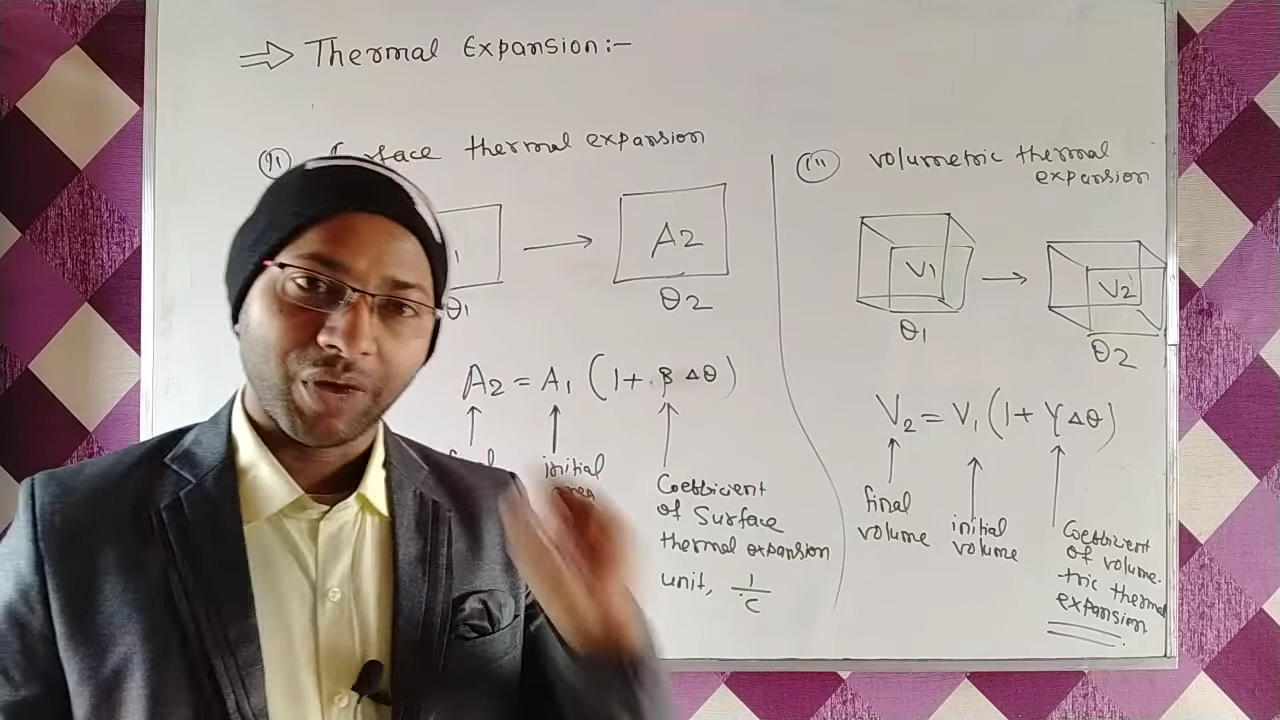 ⇒ Thermal Expansion:-
(ii) Surface thermal expansion
1 → A2
θ1 θ2
A2 = A1 (1+ β Δθ)
initial
Coefficient
of Surface
thermal expansion
unit, 1/°C
(iii) Volumetric thermal
expansion
V1 → V2
θ1 θ2
V2 = V1 (1+ γ Δθ)
final
volume
initial
volume
Coefficient
of volume-
tric thermal
expansion